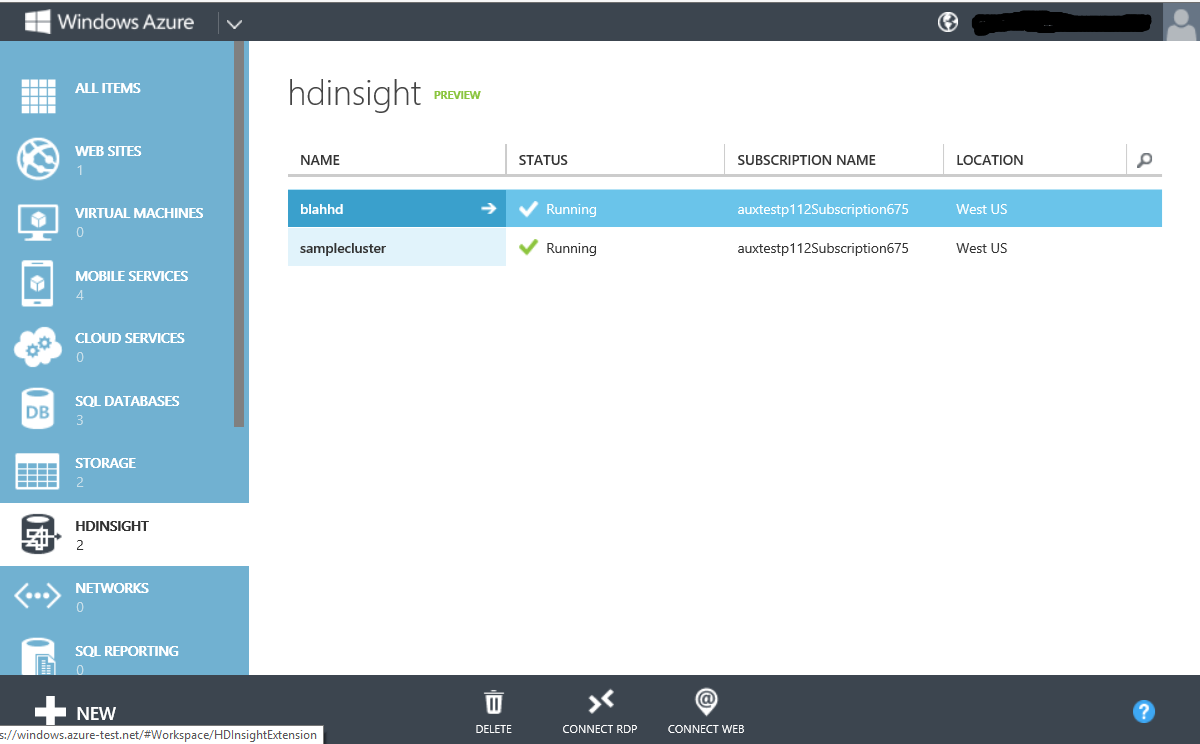 Windows Azure
ALL ITEMS
WEB SITES
1
VIRTUAL MACHINES
0
MOBILE SERVICES
4
CLOUD SERVICES
0
DB
SQL DATABASES
3
STORAGE
2
HDINSIGHT
2
NETWORKS
0
SQL REPORTING
0
hdinsight PREVIEW
NAME STATUS SUBSCRIPTION NAME LOCATION
blahhd Running auxtestp112Subscription675 West US
samplecluster Running auxtestp112Subscription675 West US
NEW
DELETE CONNECT RDP CONNECT WEB
?
s://windows.azure-test.net/#Workspace/HDInsightExtension